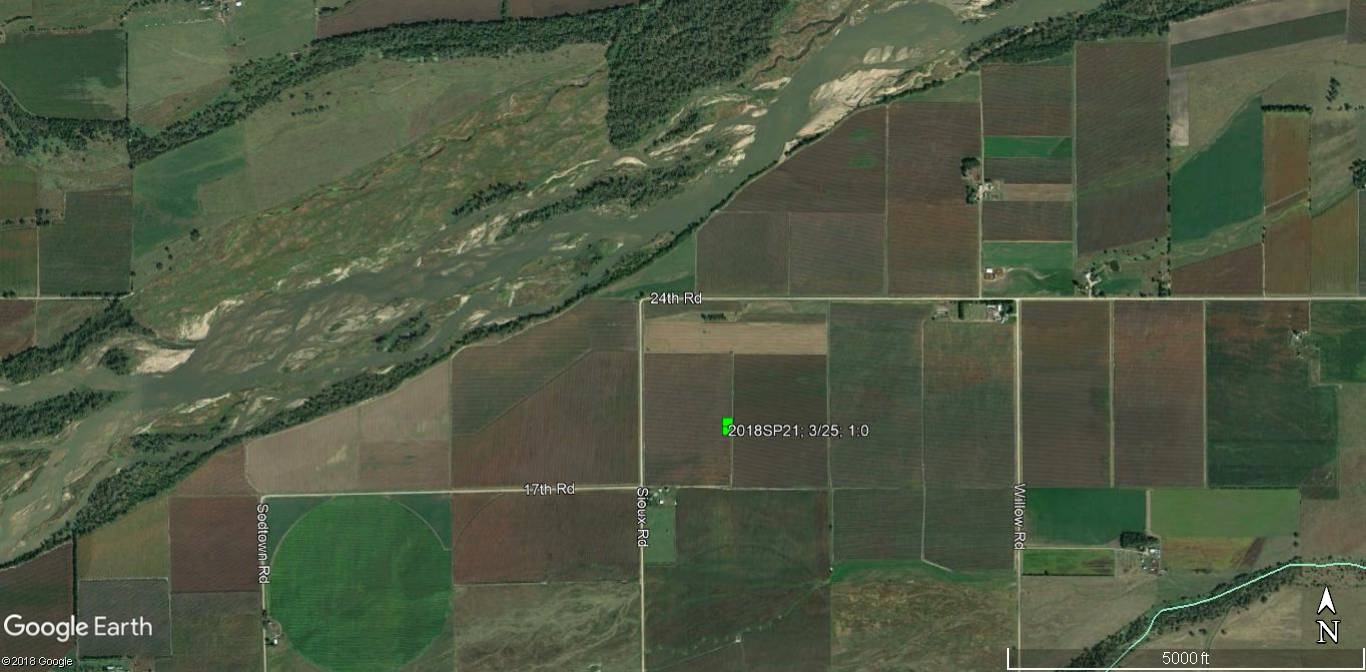 24th Rd
2018SP21; 3/25; 1:0
17th Rd
Sioux Rd
Willow Rd
Sodtown Rd
Google Earth
N
5000 ft
©2018 Google